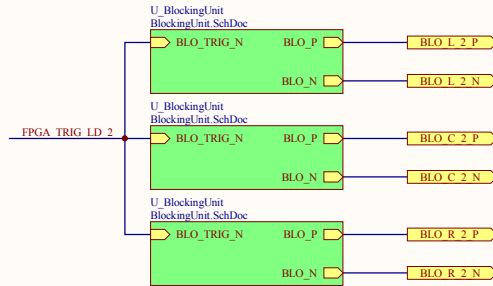 U_BlockingUnit
BlockingUnit.SchDoc
BLO_TRIG_N BLO_P BLO_L_2_P
BLO_N BLO_L_2_N
U_BlockingUnit
BlockingUnit.SchDoc
FPGA_TRIG_LD_2 BLO_TRIG_N BLO_P BLO_C_2_P
BLO_N BLO_C_2_N
U_BlockingUnit
BlockingUnit.SchDoc
BLO_TRIG_N BLO_P BLO_R_2_P
BLO_N BLO_R_2_N